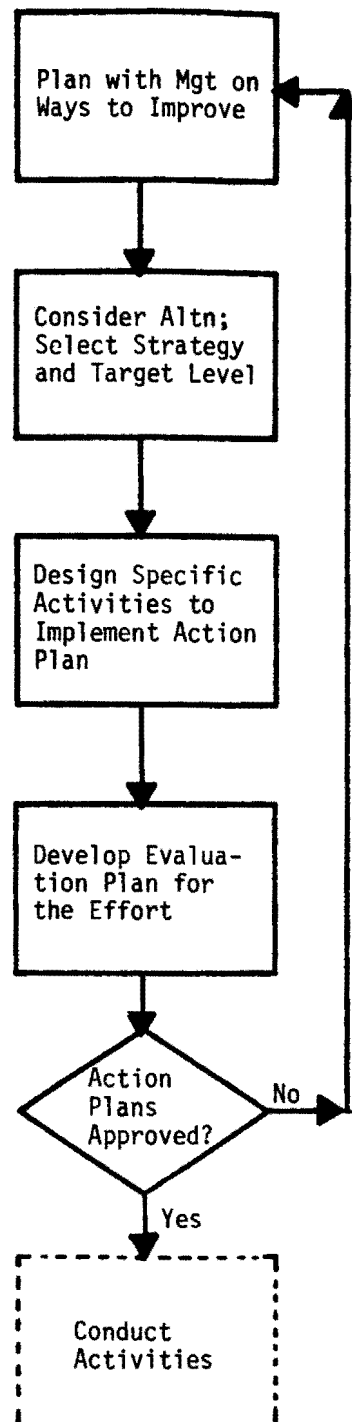 Plan with Mgt on
Ways to Improve
Consider Altn;
Select Strategy
and Target Level
Design Specific
Activities to
Implement Action
Plan
Develop Evalua-
tion Plan for
the Effort
Action
Plans
Approved?
No
Yes
Conduct
Activities